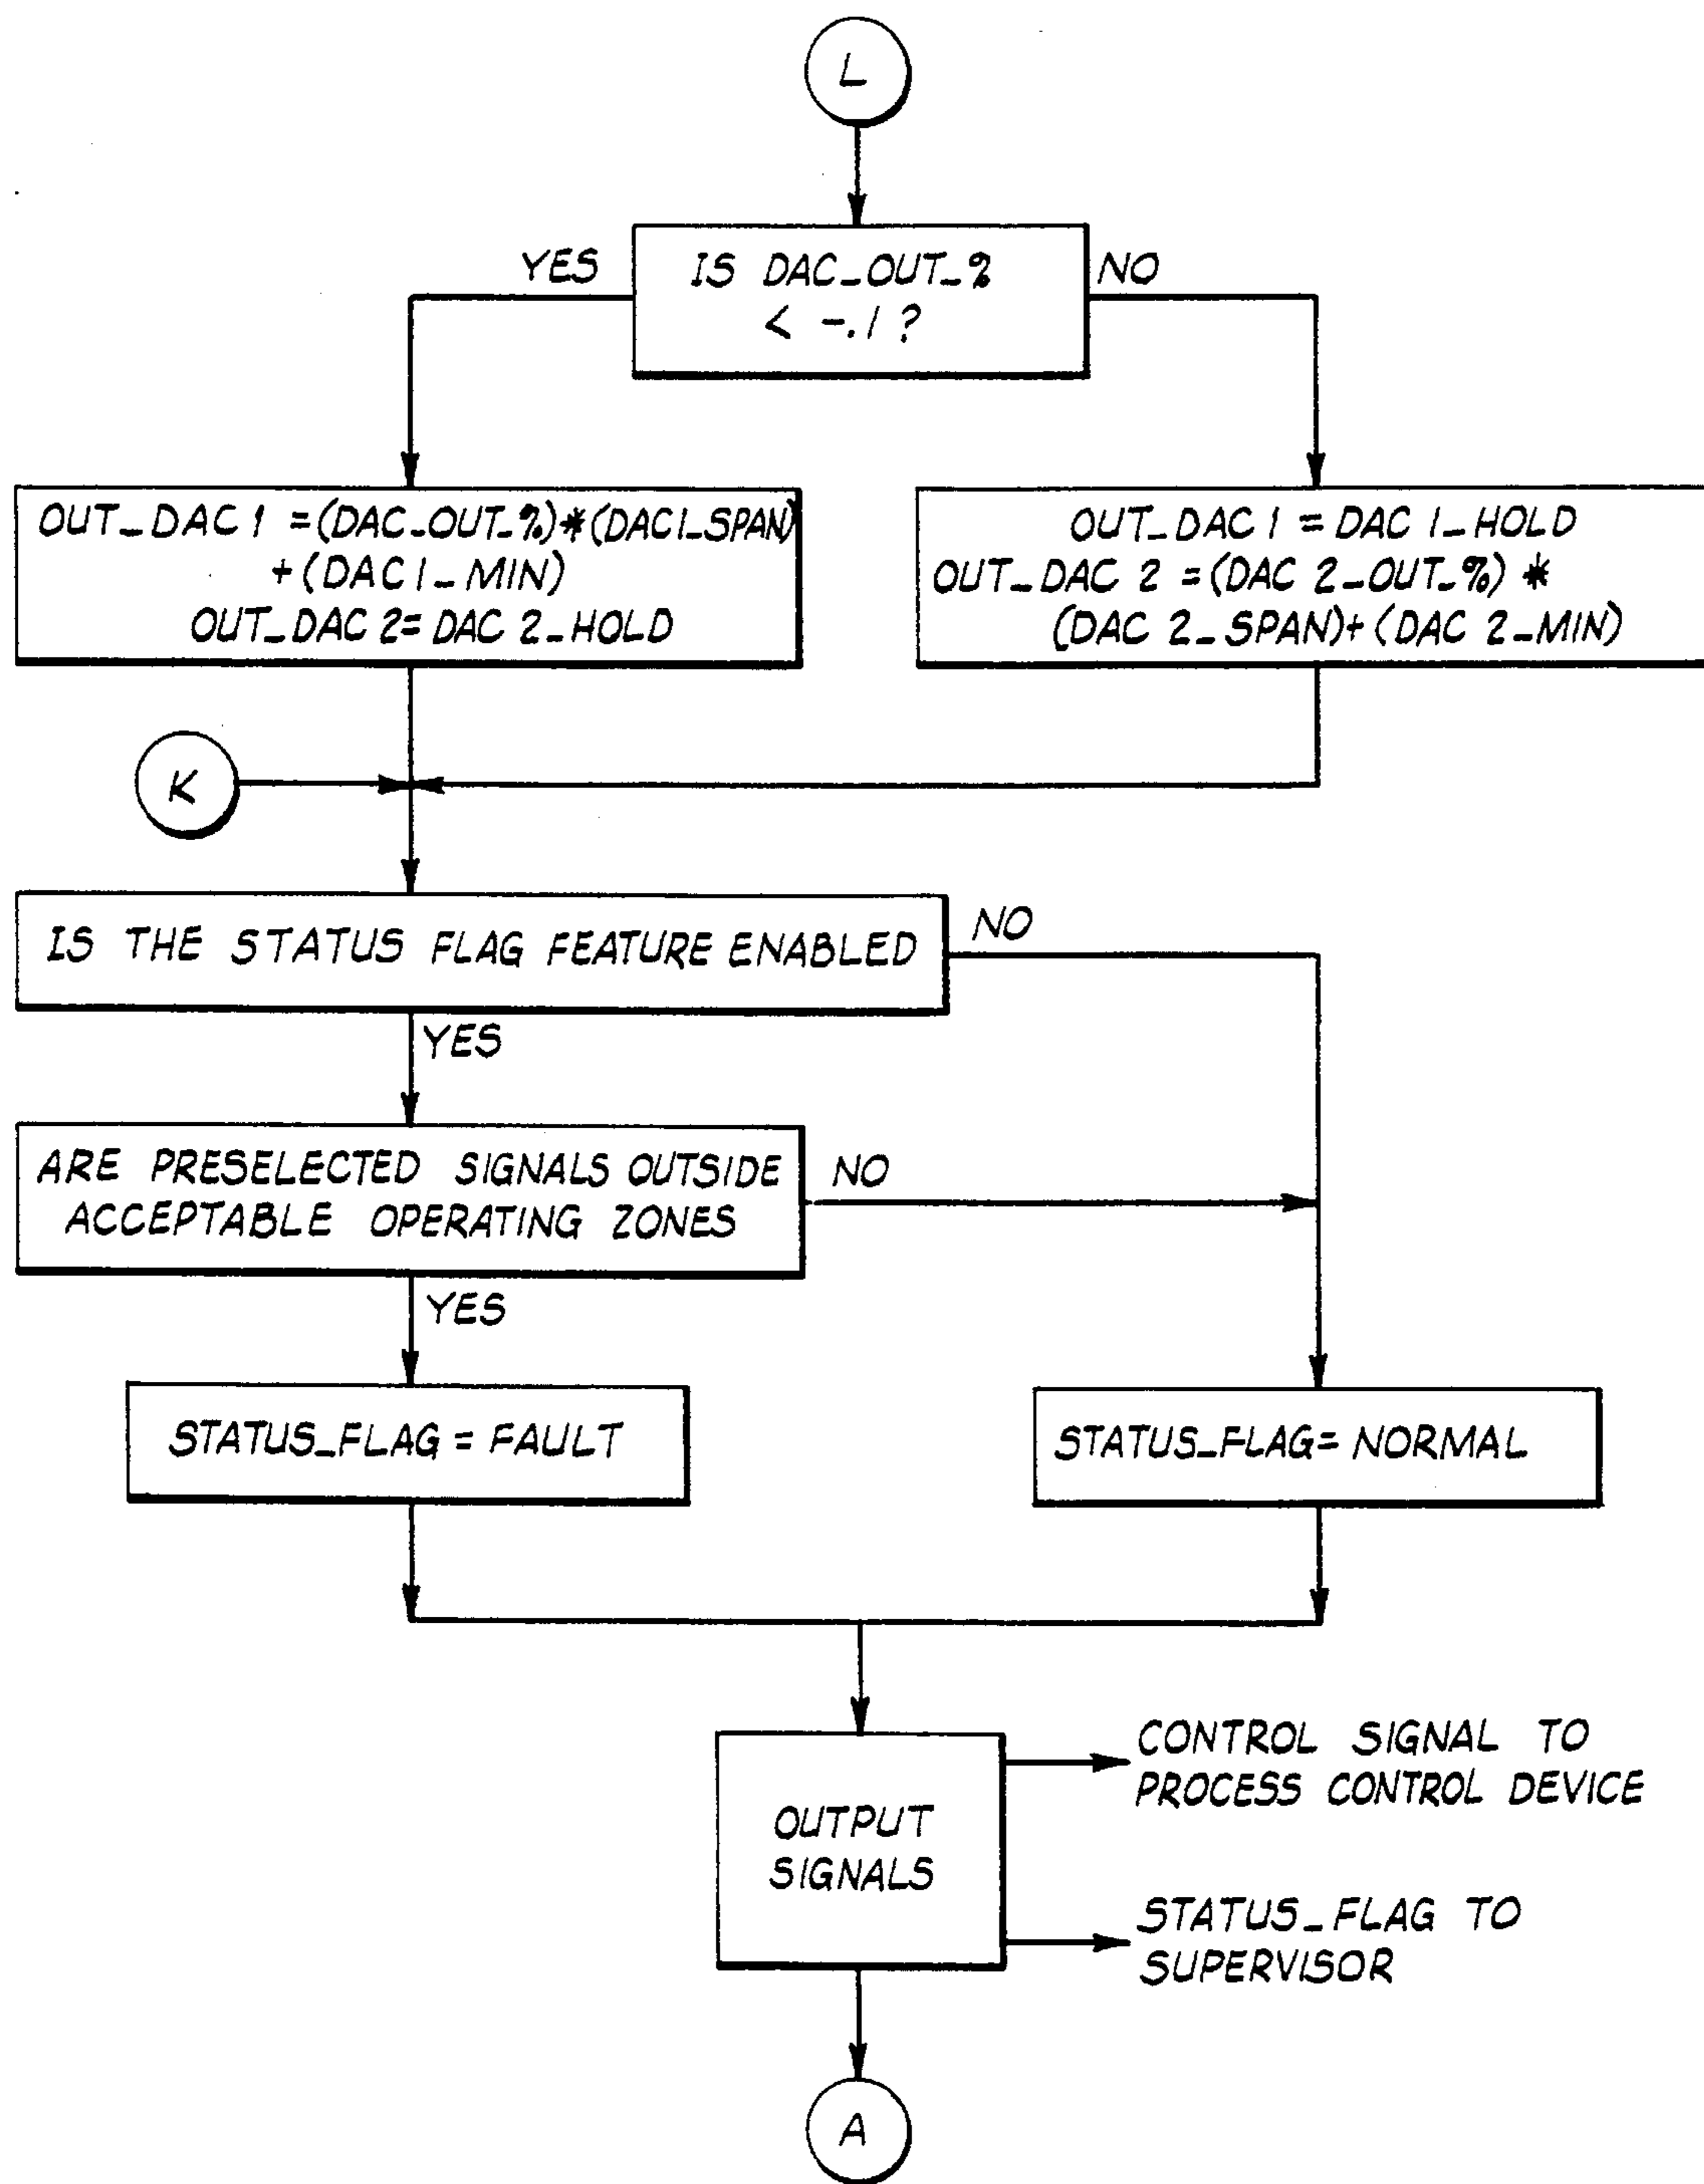 L
YES
IS DAC_OUT_%
< -.1 ?
NO
OUT_DAC 1 =(DAC_OUT_%)*(DAC1_SPAN)
+(DAC1_MIN)
OUT_DAC 2= DAC 2_HOLD
OUT_DAC 1 = DAC 1_HOLD
OUT_DAC 2 =(DAC 2_OUT_%) *
(DAC 2_SPAN)+ (DAC 2_MIN)
K
IS THE STATUS FLAG FEATURE ENABLED
NO
YES
ARE PRESELECTED SIGNALS OUTSIDE
ACCEPTABLE OPERATING ZONES
NO
YES
STATUS_FLAG = FAULT
STATUS_FLAG= NORMAL
OUTPUT
SIGNALS
CONTROL SIGNAL TO
PROCESS CONTROL DEVICE
STATUS_FLAG TO
SUPERVISOR
A